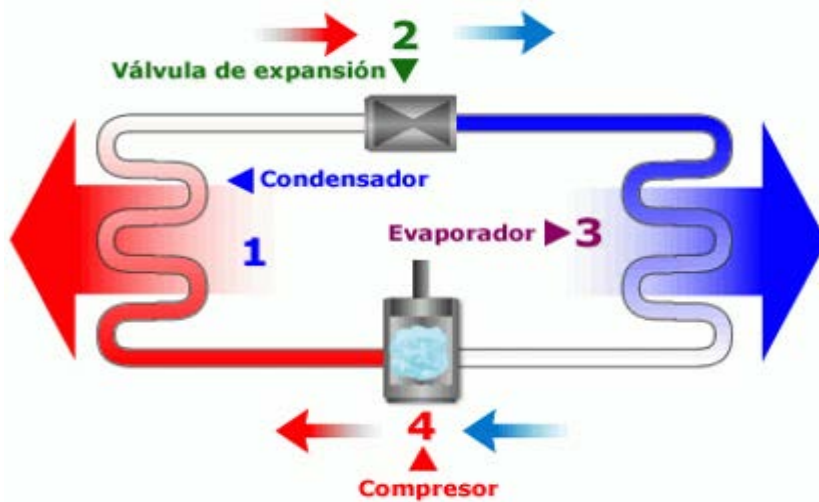 2
Válvula de expansión
Condensador
1
Evaporador
3
4
Compresor